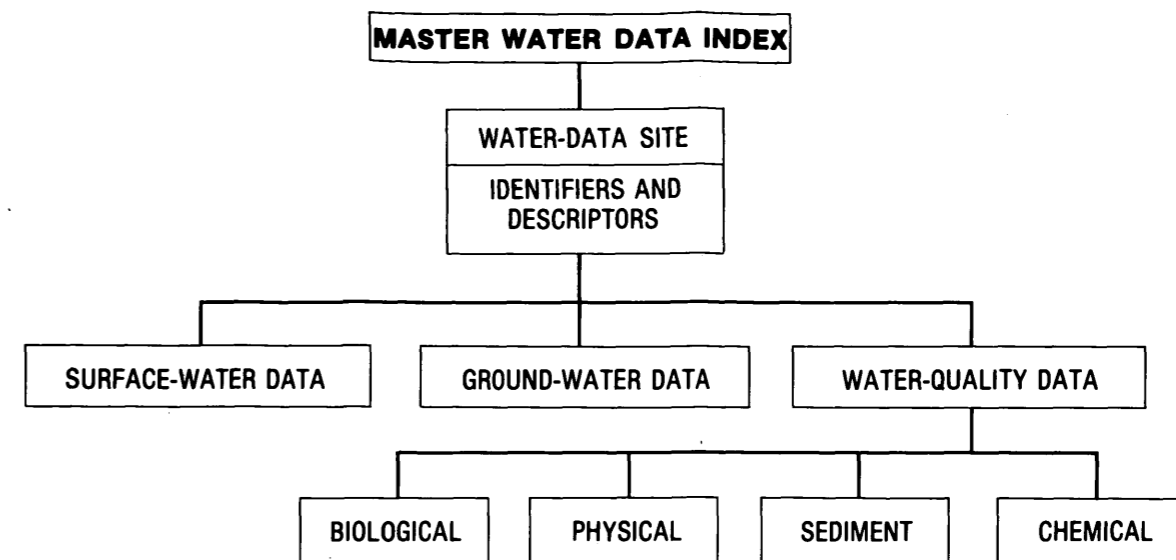 MASTER WATER DATA INDEX
WATER-DATA SITE
IDENTIFIERS AND
DESCRIPTORS
SURFACE-WATER DATA
GROUND-WATER DATA
WATER-QUALITY DATA
BIOLOGICAL
PHYSICAL
SEDIMENT
CHEMICAL